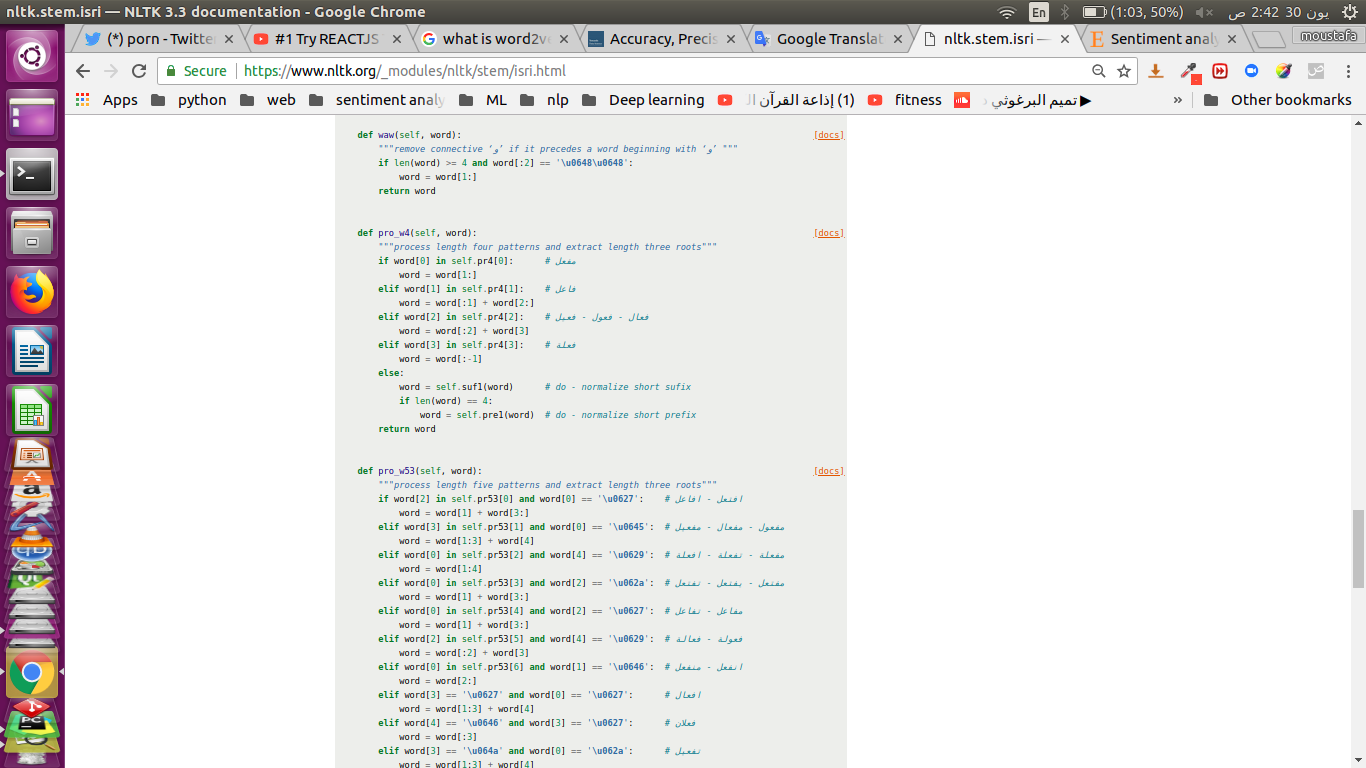 nltk.stem.isri — NLTK 3.3 documentation - Google Chrome
En
(1:03, 50%)
يون 30 2:42 ص
moustafa
(*) porn - Twitte
#1 Try REACTJS
what is word2v
Accuracy, Precis
Google Translat
nltk.stem.isri —
Sentiment analy
Secure
https://www.nltk.org/_modules/nltk/stem/isri.html
Apps
python
web
sentiment analy
ML
nlp
Deep learning
(1) إذاعة القرآن ال
fitness
تميم البرغوثي
»
Other bookmarks
def waw(self, word): [docs]
"""remove connective ‘و’ if it precedes a word beginning with ‘و’ """
if len(word) >= 4 and word[:2] == '\u0648\u0648':
word = word[1:]
return word
def pro_w4(self, word): [docs]
"""process length four patterns and extract length three roots"""
if word[0] in self.pr4[0]: # مفعل
word = word[1:]
elif word[1] in self.pr4[1]: # فاعل
word = word[:1] + word[2:]
elif word[2] in self.pr4[2]: # فعال - فعول - فعيل
word = word[:2] + word[3]
elif word[3] in self.pr4[3]: # فعلة
word = word[:-1]
else:
word = self.suf1(word) # do - normalize short sufix
if len(word) == 4:
word = self.pre1(word) # do - normalize short prefix
return word
def pro_w53(self, word): [docs]
"""process length five patterns and extract length three roots"""
if word[2] in self.pr53[0] and word[0] == '\u0627': # افتعل - افاعل
word = word[1] + word[3:]
elif word[3] in self.pr53[1] and word[0] == '\u0645': # مفعول - مفعال - مفعيل
word = word[1:3] + word[4]
elif word[0] in self.pr53[2] and word[4] == '\u0629': # مفعلة - تفعلة - افعلة
word = word[1:4]
elif word[0] in self.pr53[3] and word[2] == '\u062a': # مفتعل - يفتعل - تفتعل
word = word[1] + word[3:]
elif word[0] in self.pr53[4] and word[2] == '\u0627': # مفاعل - تفاعل
word = word[1] + word[3:]
elif word[2] in self.pr53[5] and word[4] == '\u0629': # فعولة - فعالة
word = word[:2] + word[3]
elif word[0] in self.pr53[6] and word[1] == '\u0646': # انفعل - منفعل
word = word[2:]
elif word[3] == '\u0627' and word[0] == '\u0627': # افعال
word = word[1:3] + word[4]
elif word[4] == '\u0646' and word[3] == '\u0627': # فعلان
word = word[:3]
elif word[3] == '\u064a' and word[0] == '\u062a': # تفعيل
word = word[1:3] + word[4]